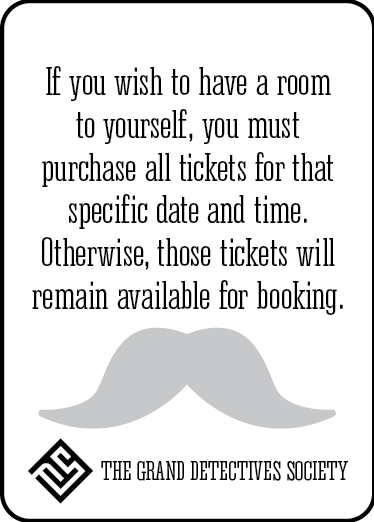 If you wish to have a room
to yourself, you must
purchase all tickets for that
specific date and time.
Otherwise, those tickets will
remain available for booking.
THE GRAND DETECTIVES SOCIETY